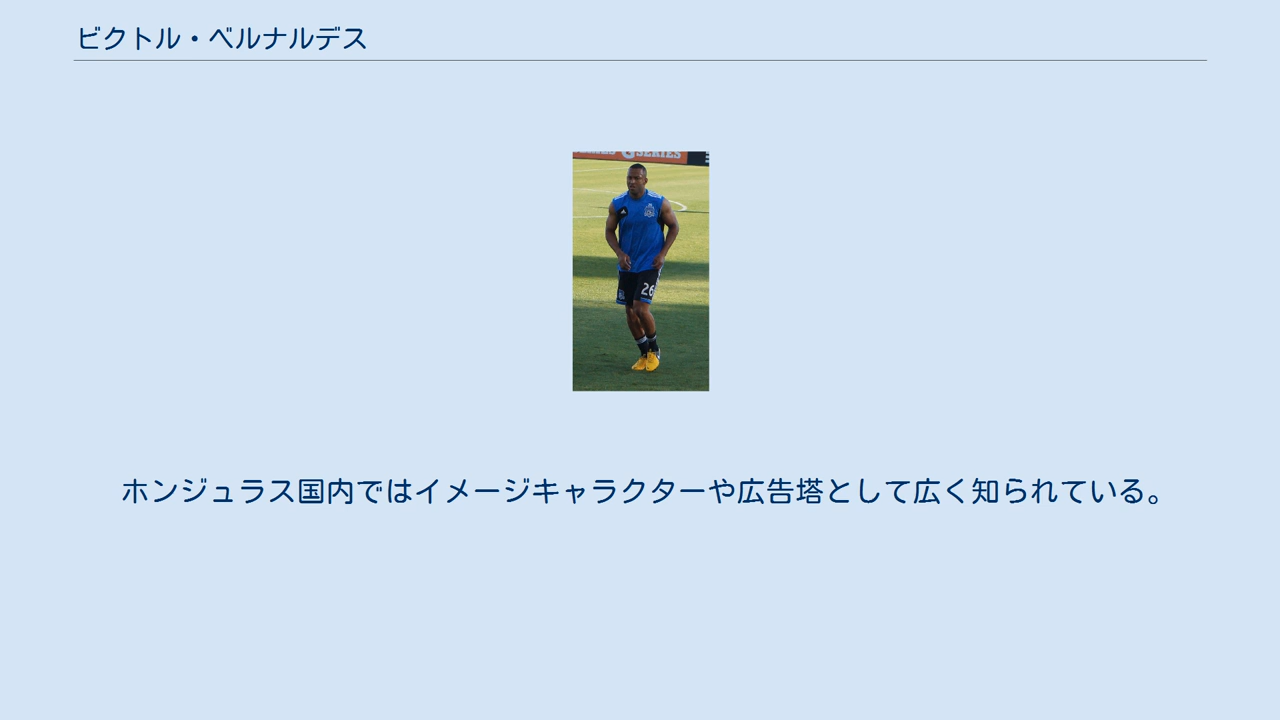 ビクトル・ベルナルデス
SERIES
26
ホンジュラス国内ではイメージキャラクターや広告塔として広く知られている。